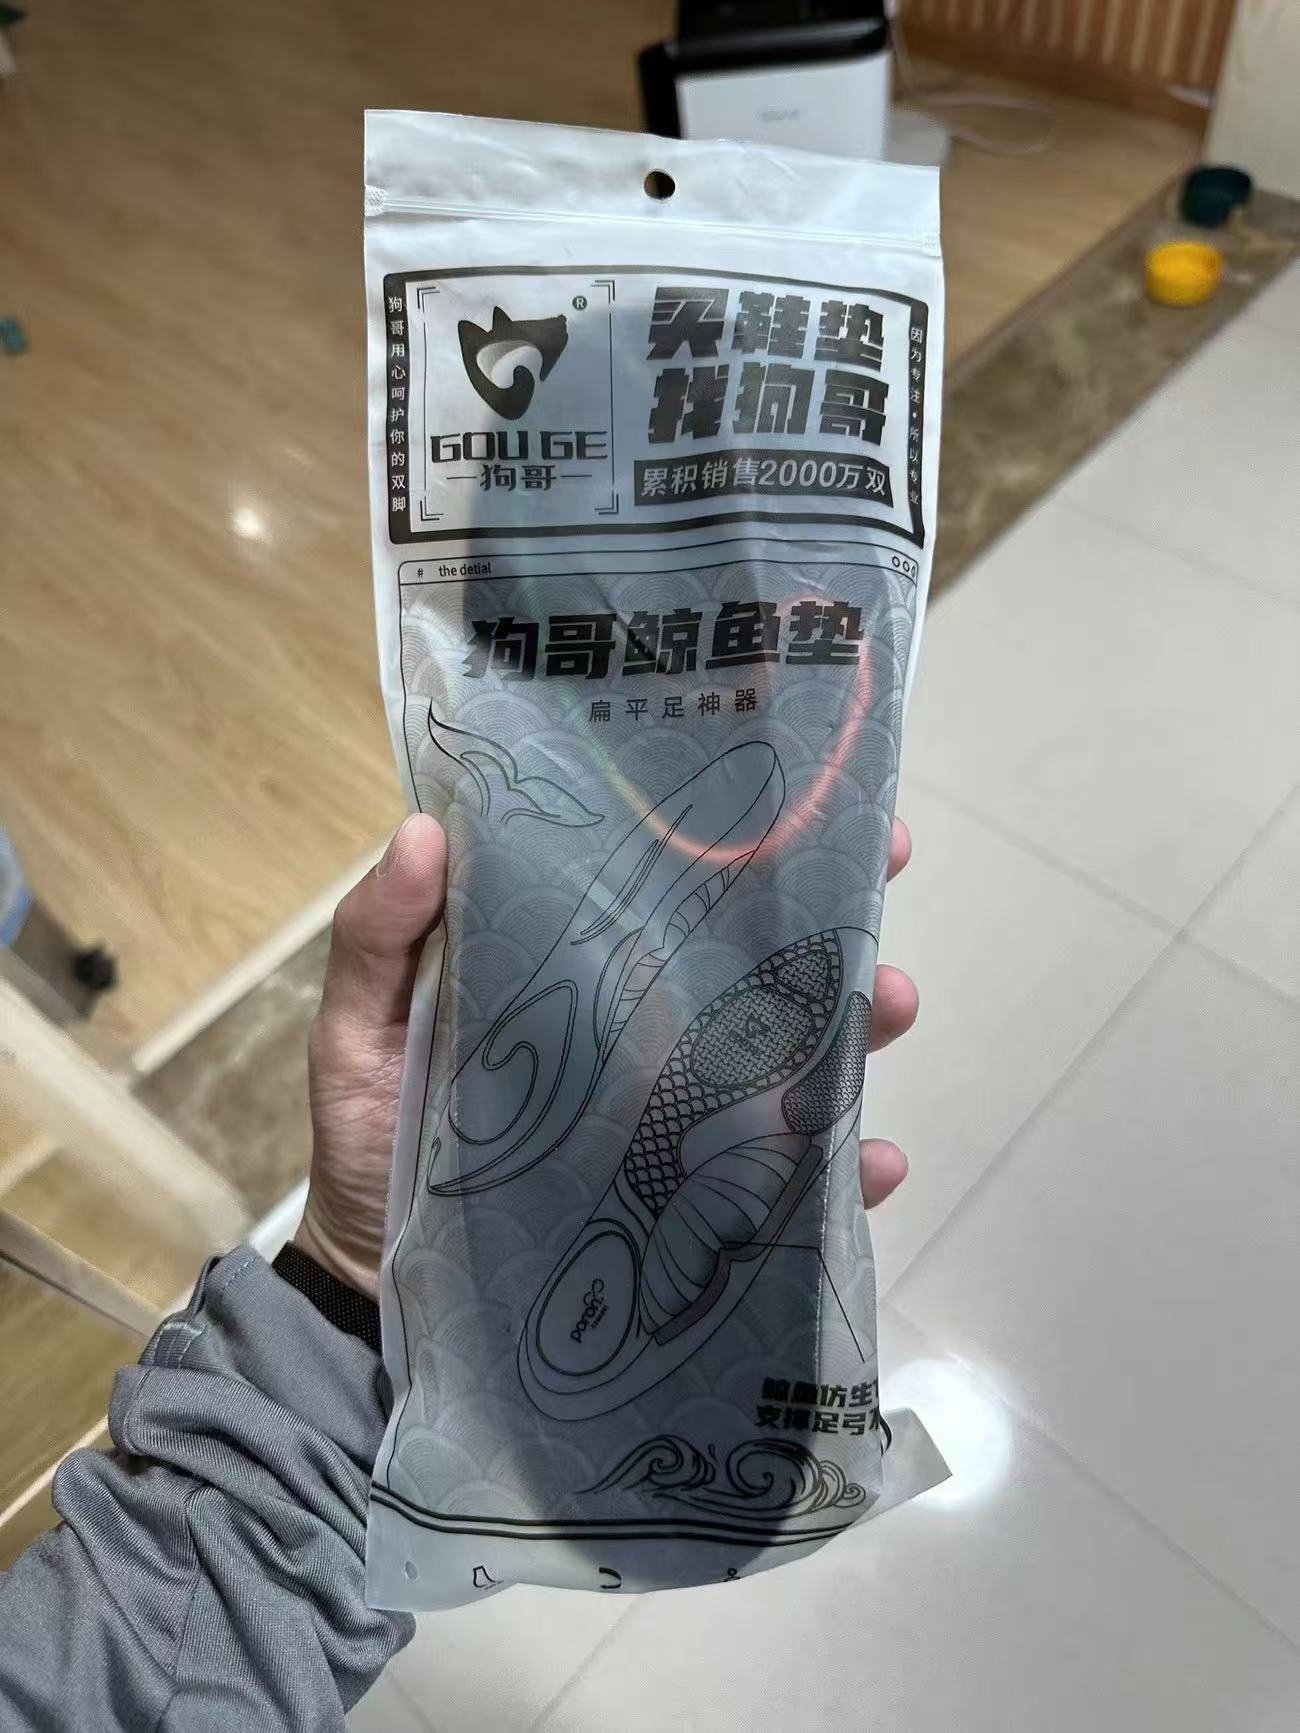 狗哥用心呵护你的双脚
®
GOU GE
狗哥
买鞋垫
找狗哥
累积销售2000万双
因为专注·所以专业
# the detial
狗哥鲸鱼垫
扁平足神器
poron
鲸鱼仿生
支撑足弓